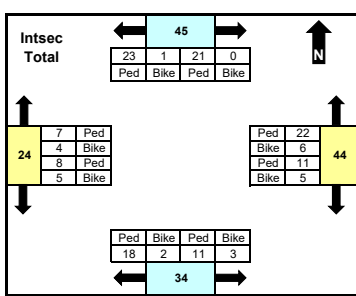 Intsec
Total
45
N
23 1 21 0
Ped Bike Ped Bike
24
7 Ped
4 Bike
8 Ped
5 Bike
Ped 22
Bike 6
Ped 11
Bike 5
44
Ped Bike Ped Bike
18 2 11 3
34